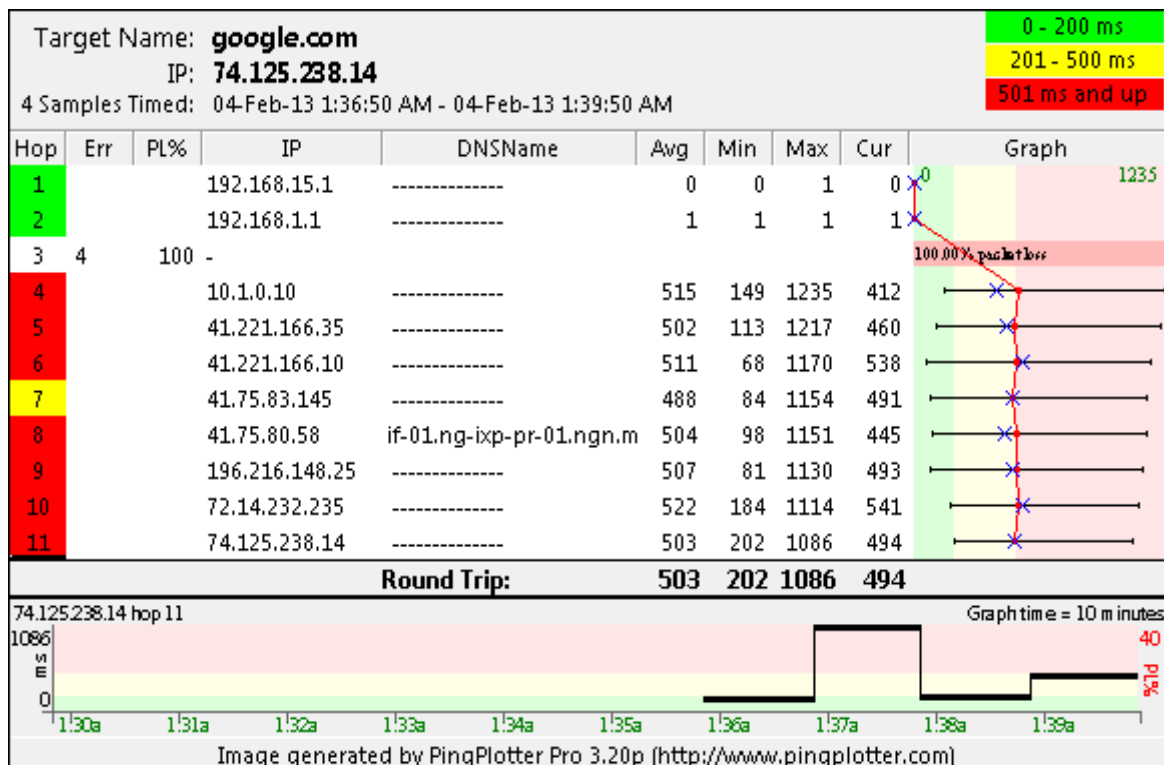 Target Name: google.com
0 - 200 ms
IP: 74.125.238.14
201 - 500 ms
4 Samples Timed: 04-Feb-13 1:36:50 AM - 04-Feb-13 1:39:50 AM
501 ms and up
Hop Err PL% IP DNSName Avg Min Max Cur Graph
1 192.168.15.1 -------------- 0 0 1 0 0 1235
2 192.168.1.1 -------------- 1 1 1 1
3 4 100 - 100.00% packet loss
4 10.1.0.10 -------------- 515 149 1235 412
5 41.221.166.35 -------------- 502 113 1217 460
6 41.221.166.10 -------------- 511 68 1170 538
7 41.75.83.145 -------------- 488 84 1154 491
8 41.75.80.58 if-01.ng-ixp-pr-01.ngn.m 504 98 1151 445
9 196.216.148.25 -------------- 507 81 1130 493
10 72.14.232.235 -------------- 522 184 1114 541
11 74.125.238.14 -------------- 503 202 1086 494
Round Trip: 503 202 1086 494
74.125.238.14 hop 11 Graph time = 10 minutes
1086 40
ms PL%
0
1:30a 1:31a 1:32a 1:33a 1:34a 1:35a 1:36a 1:37a 1:38a 1:39a
Image generated by PingPlotter Pro 3.20p (http://www.pingplotter.com)